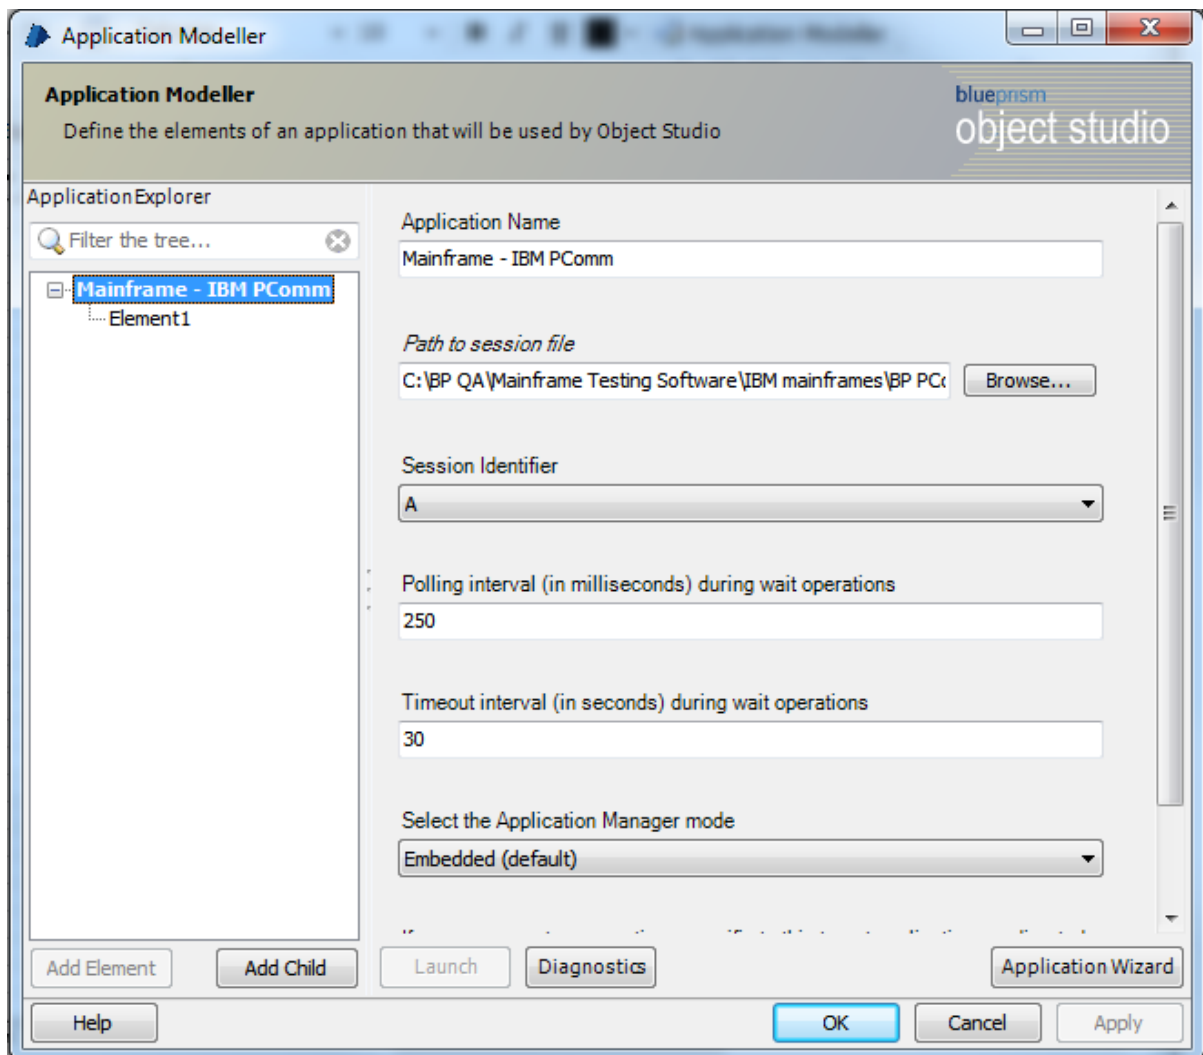 Application Modeller
Application Modeller
Define the elements of an application that will be used by Object Studio
blueprism
object studio
Application Explorer
Filter the tree...
Mainframe - IBM PComm
Element1
Application Name
Mainframe - IBM PComm
Path to session file
C:\BP QA\Mainframe Testing Software\IBM mainframes\BP PCo
Browse...
Session Identifier
A
Polling interval (in milliseconds) during wait operations
250
Timeout interval (in seconds) during wait operations
30
Select the Application Manager mode
Embedded (default)
Add Element
Add Child
Launch
Diagnostics
Application Wizard
Help
OK
Cancel
Apply